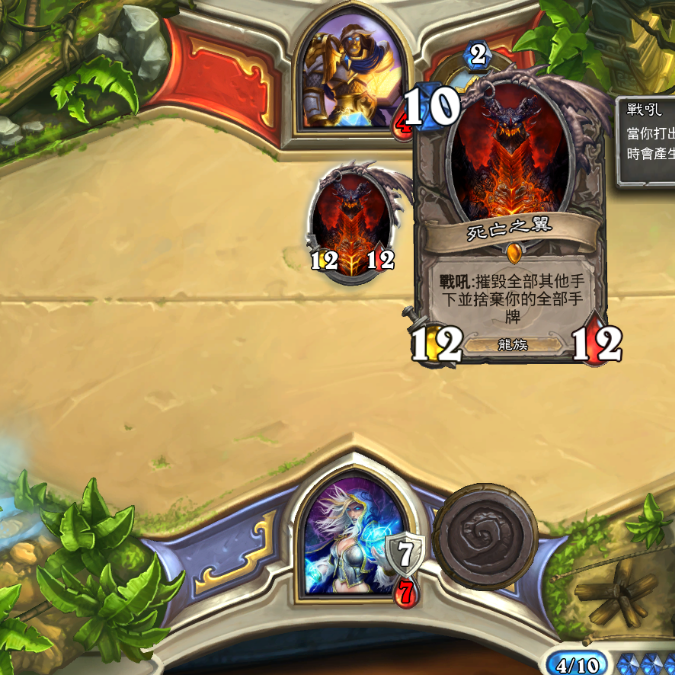 2
10
4
戰吼
當你打出
時會產生
死亡之翼
戰吼:摧毀全部其他手
下並捨棄你的全部手
牌
12
龍族
12
12
12
7
7
4/10